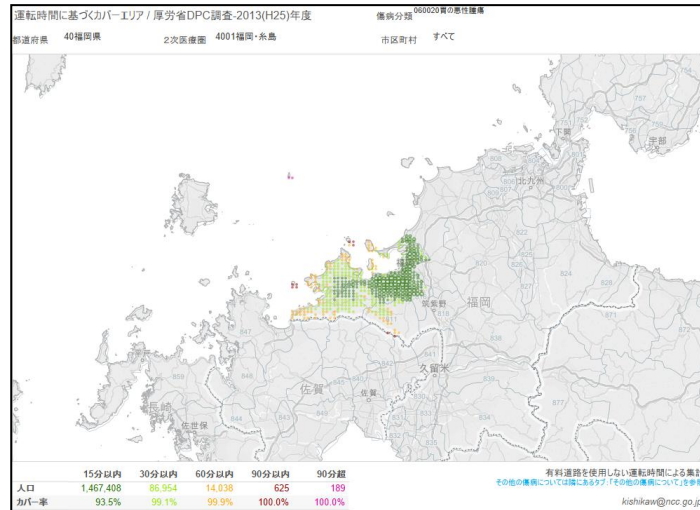 運転時間に基づくカバーエリア / 厚労省DPC調査-2013(H25)年度
傷病分類 060020胃の悪性腫瘍
都道府県 40福岡県 2次医療圏 4001福岡・糸島 市区町村 すべて
下関
宇部
北九州
福岡
筑紫野
久留米
佐賀
佐賀
長崎
佐世保
15分以内 30分以内 60分以内 90分以内 90分超
人口 1,467,408 86,954 14,038 625 189
カバー率 93.5% 99.1% 99.9% 100.0% 100.0%
有料道路を使用しない運転時間による集計
その他の傷病については隣にあるタブ:「その他の傷病について」を参照
kishikaw@ncc.go.jp